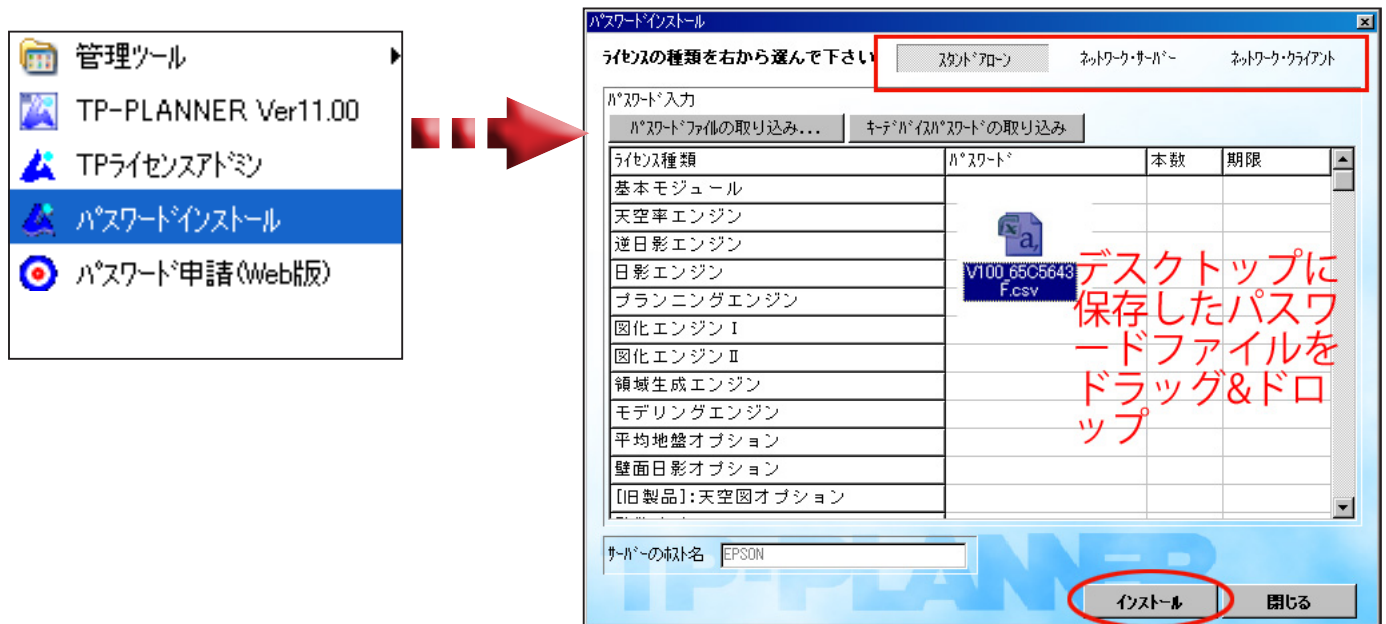 管理ツール
TP-PLANNER Ver11.00
TPライセンスアドミン
パスワードインストール
パスワード申請(Web版)
パスワードインストール
ライセンスの種類を右から選んで下さい
スタンドアローン
ネットワーク・サーバー
ネットワーク・クライアント
パスワード入力
パスワードファイルの取り込み...
キーデバイスパスワードの取り込み
ライセンス種類
パスワード
本数
期限
基本モジュール
天空率エンジン
逆日影エンジン
日影エンジン
プランニングエンジン
図化エンジンⅠ
図化エンジンⅡ
領域生成エンジン
モデリングエンジン
平均地盤オプション
壁面日影オプション
[旧製品]:天空図オプション
V100_65C5643
F.csv
デスクトップに
保存したパスワ
ードファイルを
ドラッグ&ドロ
ップ
サーバーのホスト名
EPSON
TP-PLANNER
インストール
閉じる